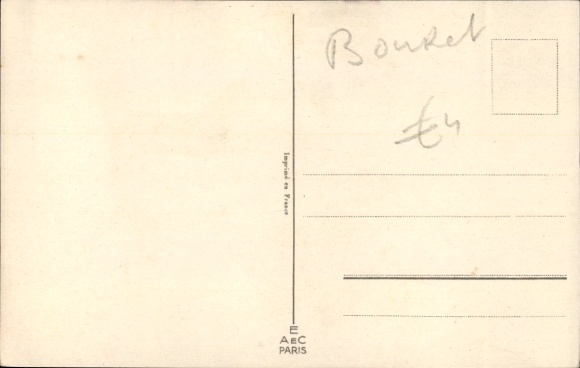 Bouret
£4
Imprimé en France
E
AEC
PARIS